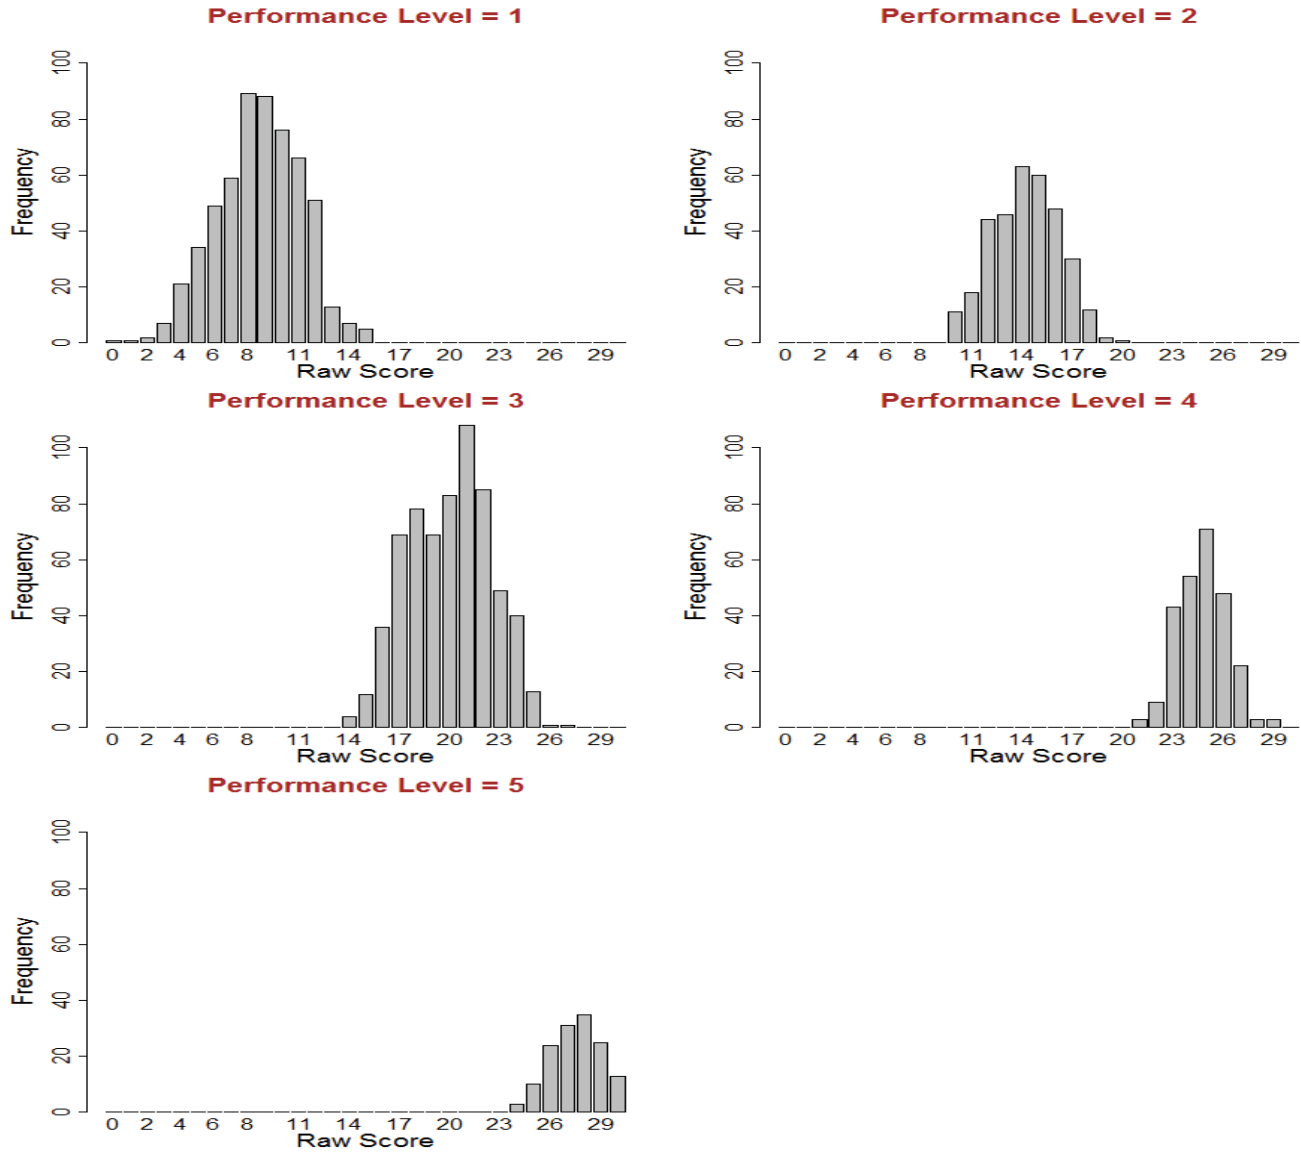 Performance Level = 1
Frequency
0 20 40 60 80 100
0 2 4 6 8 11 14 17 20 23 26 29
Raw Score
Performance Level = 2
Frequency
0 20 40 60 80 100
0 2 4 6 8 11 14 17 20 23 26 29
Raw Score
Performance Level = 3
Frequency
0 20 40 60 80 100
0 2 4 6 8 11 14 17 20 23 26 29
Raw Score
Performance Level = 4
Frequency
0 20 40 60 80 100
0 2 4 6 8 11 14 17 20 23 26 29
Raw Score
Performance Level = 5
Frequency
0 20 40 60 80 100
0 2 4 6 8 11 14 17 20 23 26 29
Raw Score